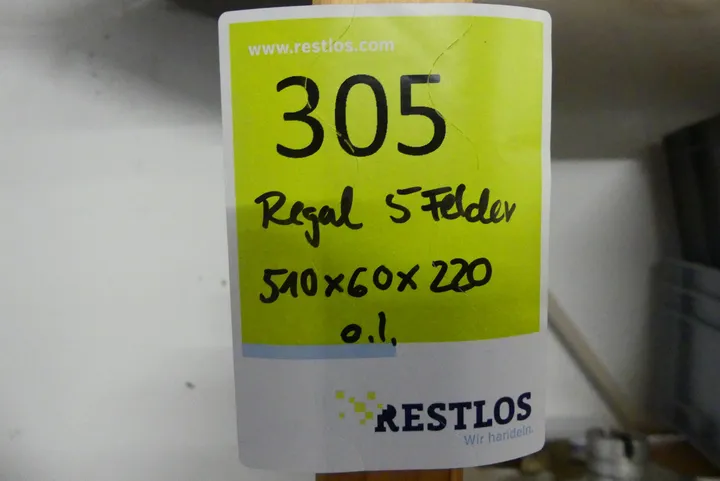 www.restlos.com
305
Regal 5 Felder
510x60x220
o.l.
RESTLOS
Wir handeln.